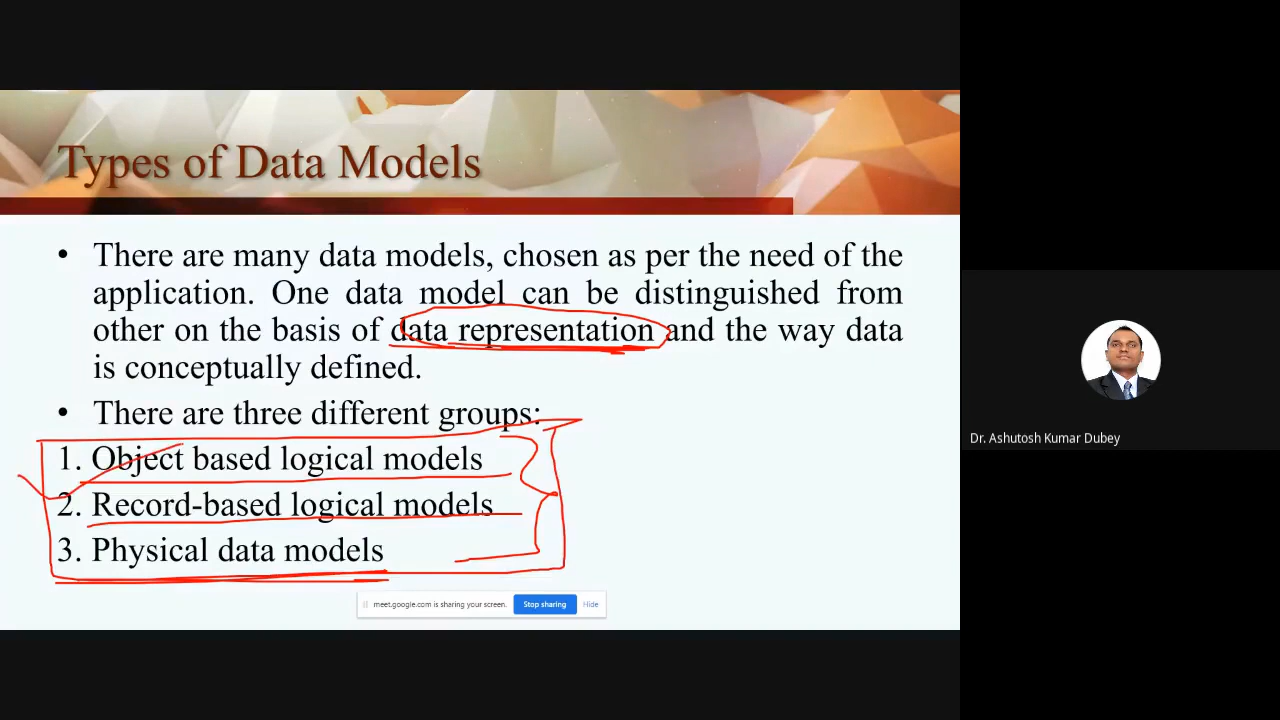 Types of Data Models
• There are many data models, chosen as per the need of the
application. One data model can be distinguished from
other on the basis of data representation and the way data
is conceptually defined.
• There are three different groups:
1. Object based logical models
2. Record-based logical models
3. Physical data models
meet.google.com is sharing your screen. Stop sharing Hide
Dr. Ashutosh Kumar Dubey